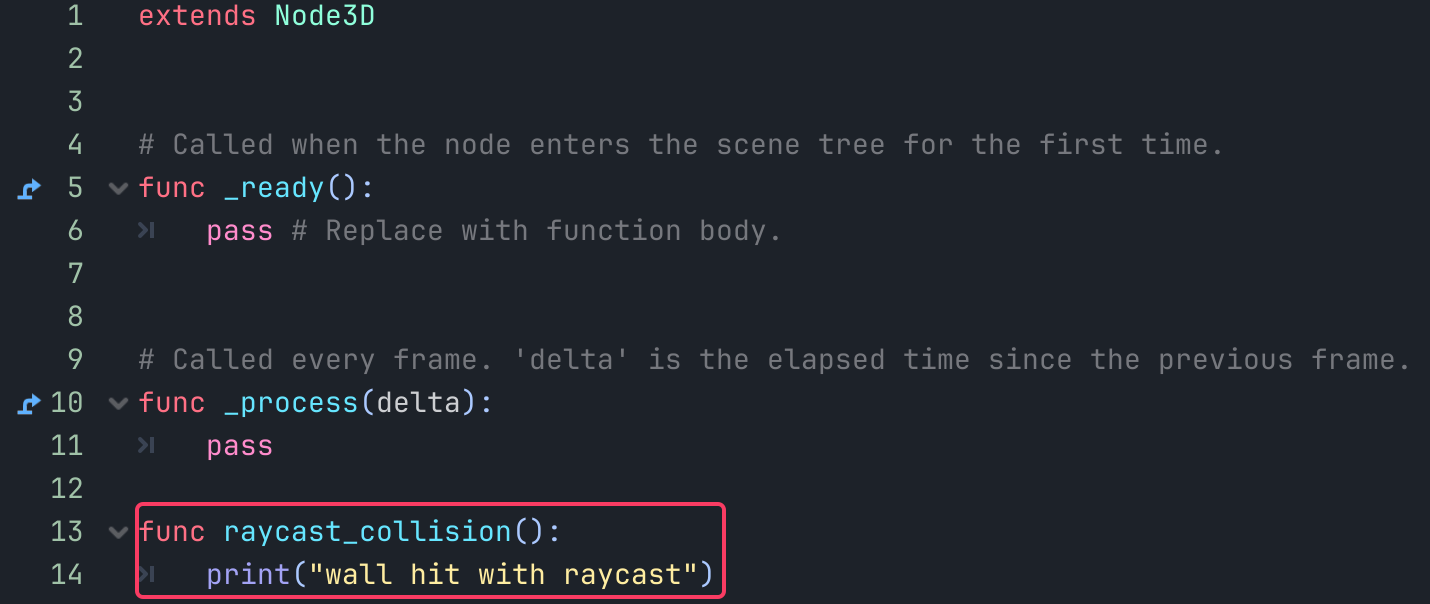 1 extends Node3D
2
3
4 # Called when the node enters the scene tree for the first time.
5 func _ready():
6 pass # Replace with function body.
7
8
9 # Called every frame. 'delta' is the elapsed time since the previous frame.
10 func _process(delta):
11 pass
12
13 func raycast_collision():
14 print("wall hit with raycast")